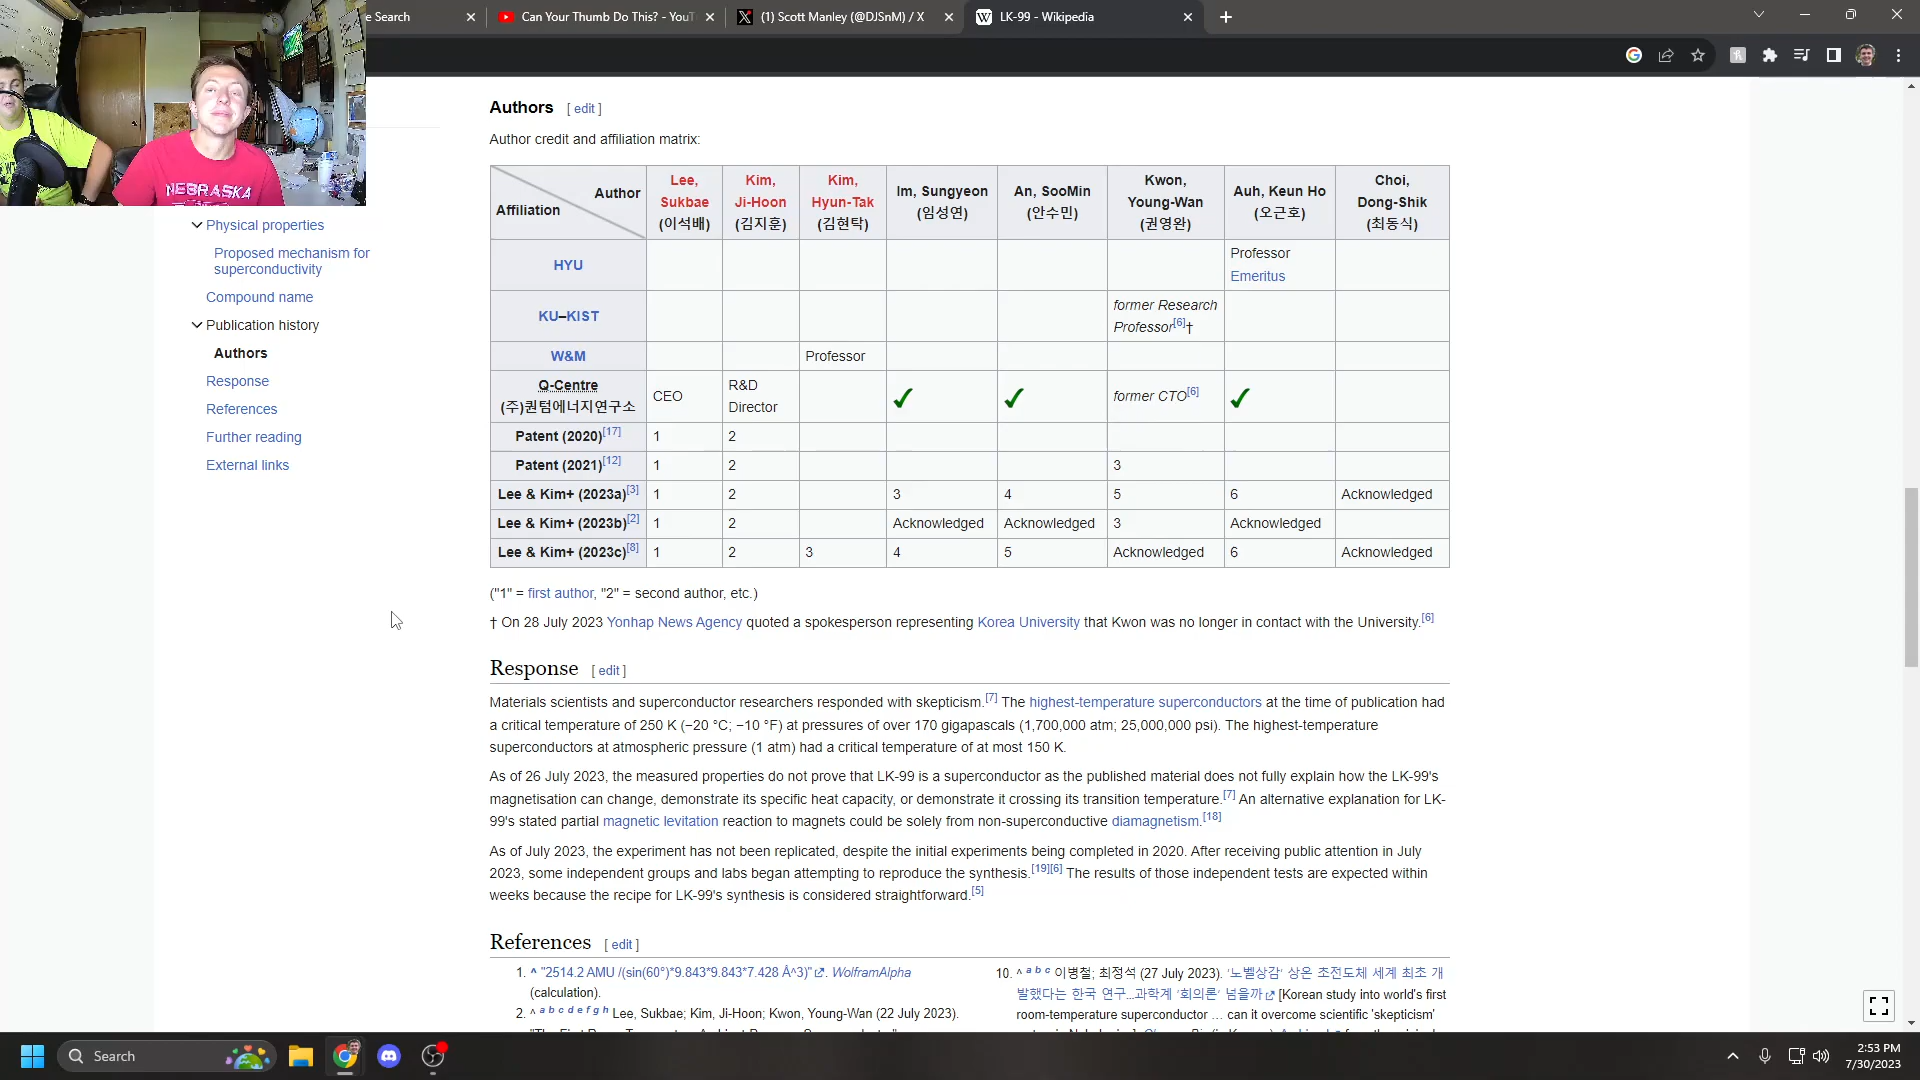 e Search
Can Your Thumb Do This? - YouT
(1) Scott Manley (@DJSnM) / X
LK-99 - Wikipedia
NEBRASKA
Physical properties
Proposed mechanism for
superconductivity
Compound name
Publication history
Authors
Response
References
Further reading
External links
Authors [ edit ]
Author credit and affiliation matrix:
Affiliation Author Lee, Sukbae (이석배) Kim, Ji-Hoon (김지훈) Kim, Hyun-Tak (김현탁) Im, Sungyeon (임성연) An, SooMin (안수민) Kwon, Young-Wan (권영완) Auh, Keun Ho (오근호) Choi, Dong-Shik (최동식)
HYU Professor Emeritus
KU–KIST former Research Professor[6]†
W&M Professor
Q-Centre (주)퀀텀에너지연구소 CEO R&D Director ✓ ✓ former CTO[6] ✓
Patent (2020)[17] 1 2
Patent (2021)[12] 1 2 3
Lee & Kim+ (2023a)[3] 1 2 3 4 5 6 Acknowledged
Lee & Kim+ (2023b)[2] 1 2 Acknowledged Acknowledged 3 Acknowledged
Lee & Kim+ (2023c)[8] 1 2 3 4 5 Acknowledged 6 Acknowledged
("1" = first author, "2" = second author, etc.)
† On 28 July 2023 Yonhap News Agency quoted a spokesperson representing Korea University that Kwon was no longer in contact with the University.[6]
Response [ edit ]
Materials scientists and superconductor researchers responded with skepticism.[7] The highest-temperature superconductors at the time of publication had
a critical temperature of 250 K (−20 °C; −10 °F) at pressures of over 170 gigapascals (1,700,000 atm; 25,000,000 psi). The highest-temperature
superconductors at atmospheric pressure (1 atm) had a critical temperature of at most 150 K.
As of 26 July 2023, the measured properties do not prove that LK-99 is a superconductor as the published material does not fully explain how the LK-99's
magnetisation can change, demonstrate its specific heat capacity, or demonstrate it crossing its transition temperature.[7] An alternative explanation for LK-
99's stated partial magnetic levitation reaction to magnets could be solely from non-superconductive diamagnetism.[18]
As of July 2023, the experiment has not been replicated, despite the initial experiments being completed in 2020. After receiving public attention in July
2023, some independent groups and labs began attempting to reproduce the synthesis.[19][6] The results of those independent tests are expected within
weeks because the recipe for LK-99's synthesis is considered straightforward.[5]
References [ edit ]
1. ^ "2514.2 AMU /(sin(60°)*9.843*9.843*7.428 Å^3)". WolframAlpha
(calculation).
2. ^ a b c d e f g h Lee, Sukbae; Kim, Ji-Hoon; Kwon, Young-Wan (22 July 2023).
10. ^ a b c 이병철; 최정석 (27 July 2023). '노벨상감' 상온 초전도체 세계 최초 개
발했다는 한국 연구...과학계 '회의론' 넘을까 [Korean study into world's first
room-temperature superconductor ... can it overcome scientific 'skepticism'
Search
2:53 PM
7/30/2023